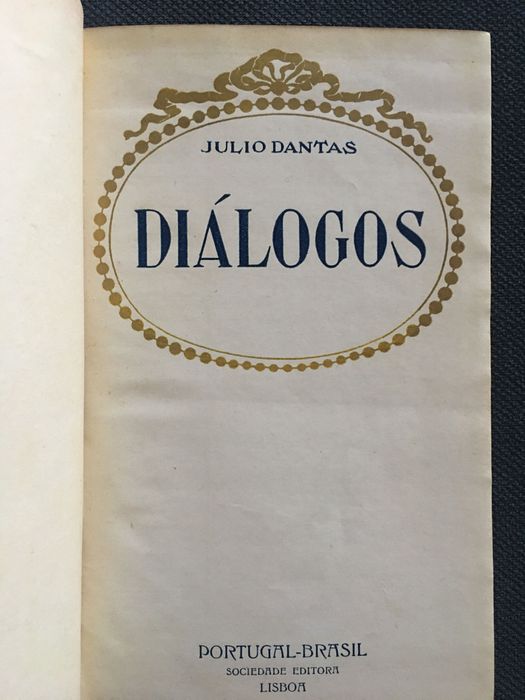 JULIO DANTAS
DIÁLOGOS
PORTUGAL-BRASIL
SOCIEDADE EDITORA
LISBOA